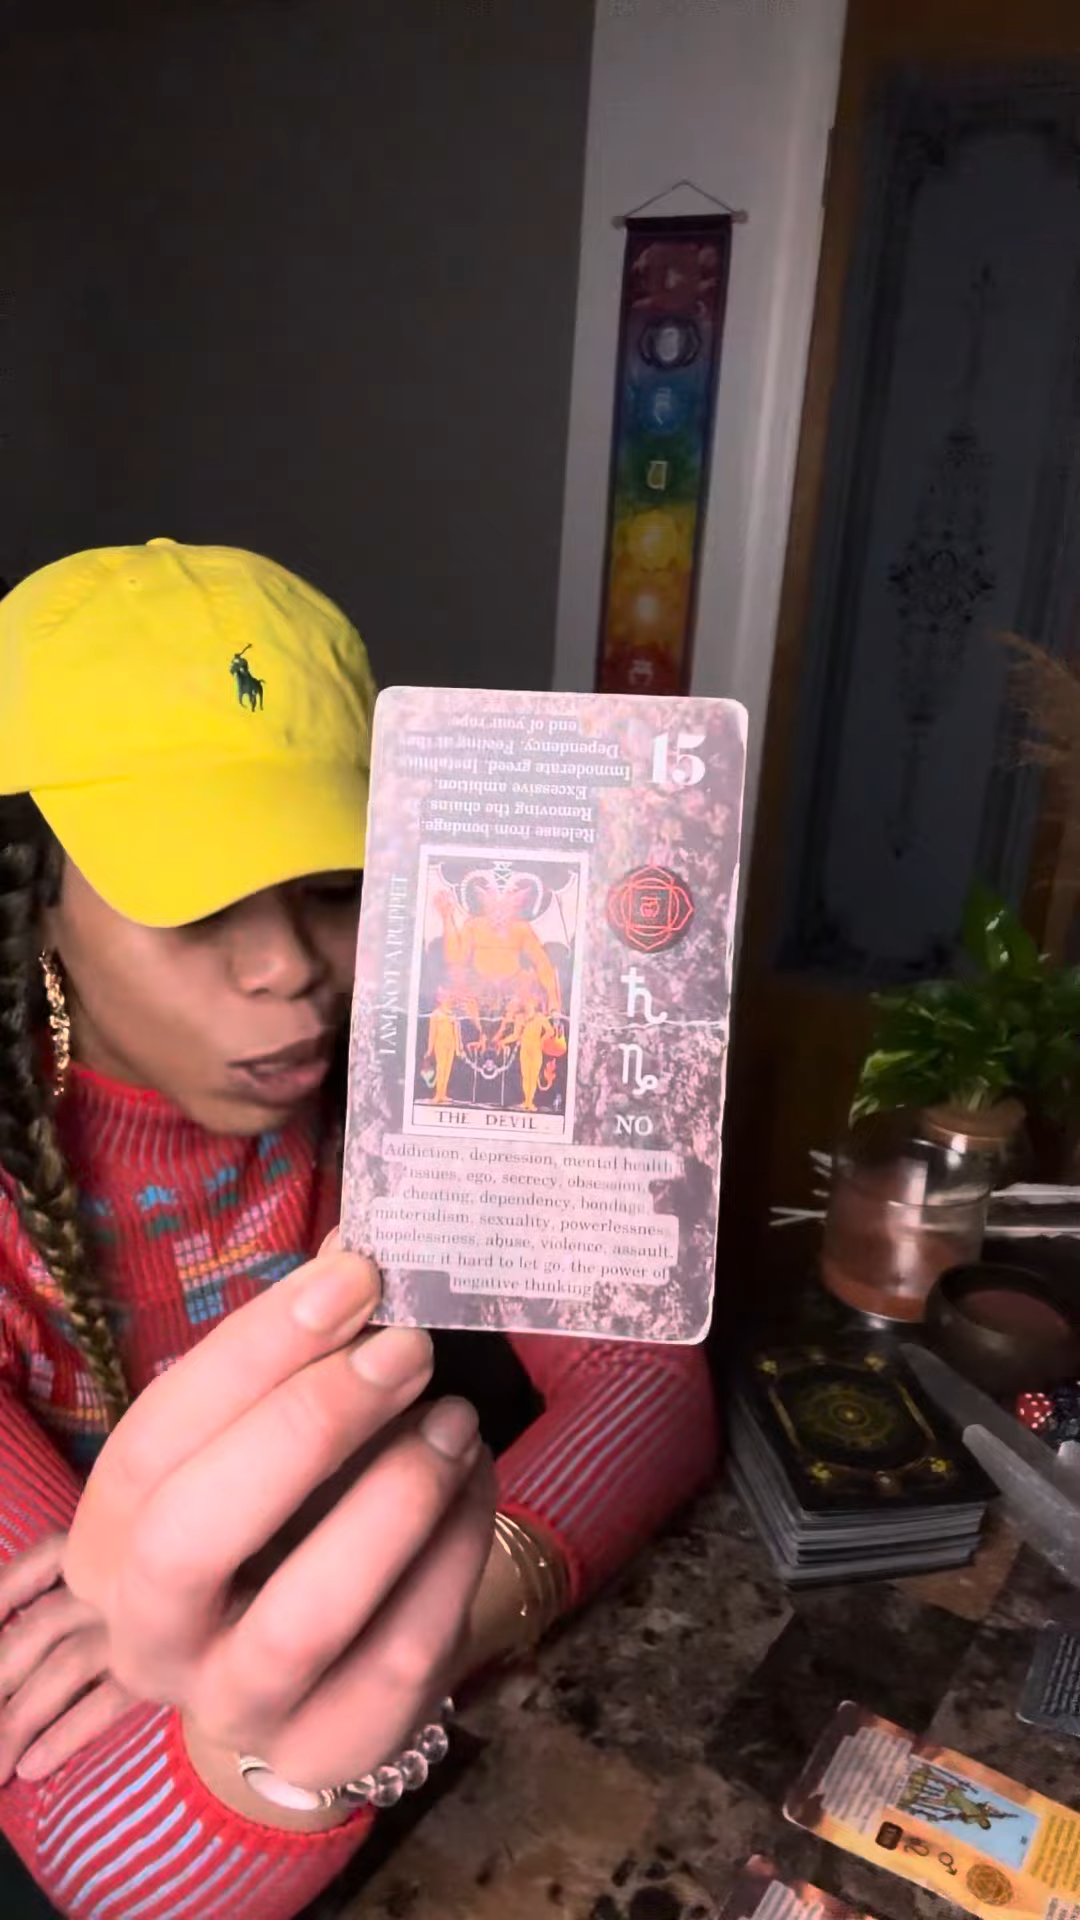 15
end of your rope
Dependency. Feeling at the
Immoderate greed. Instability.
Excessive ambition.
Removing the chains.
Release from bondage.
I AM NOT A PUPPET
THE DEVIL.
NO
Addiction, depression, mental health
issues, ego, secrecy, obsession,
cheating, dependency, bondage,
materialism, sexuality, powerlessness,
hopelessness, abuse, violence, assault,
finding it hard to let go, the power of
negative thinking